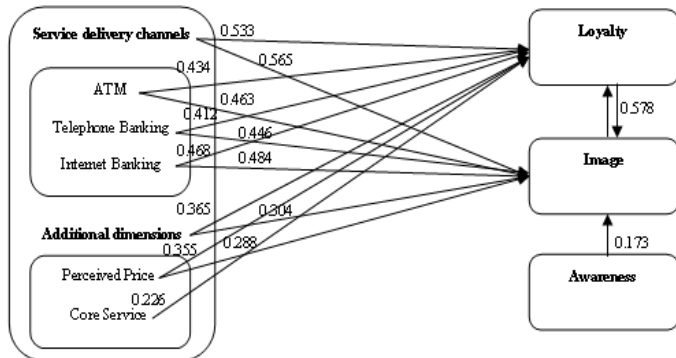 Service delivery channels
0.533
Loyalty
0.565
0.434
ATM
0.463
0.412
0.578
Telephone Banking
0.446
Internet Banking
0.468
0.484
Image
0.365
0.304
Additional dimensions
0.355
0.288
0.173
Perceived Price
Awareness
0.226
Core Service